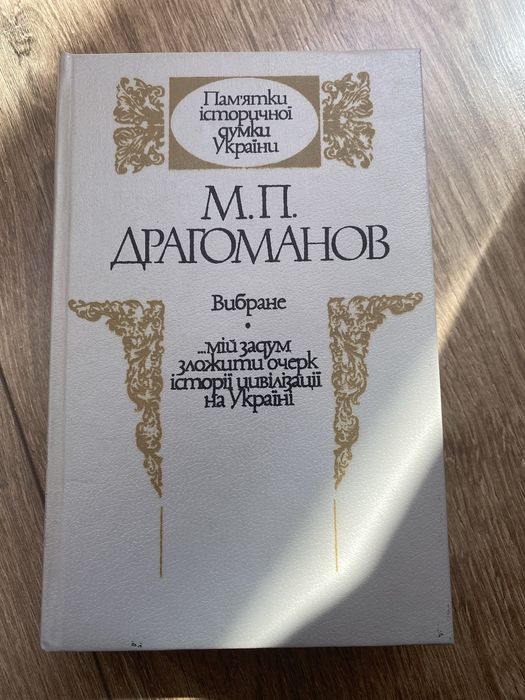 Пам'ятки
історичної
думки
України
М.П.
ДРАГОМАНОВ
Вибране
•
...мій задум
зложити очерк
історії цивілізації
на Україні